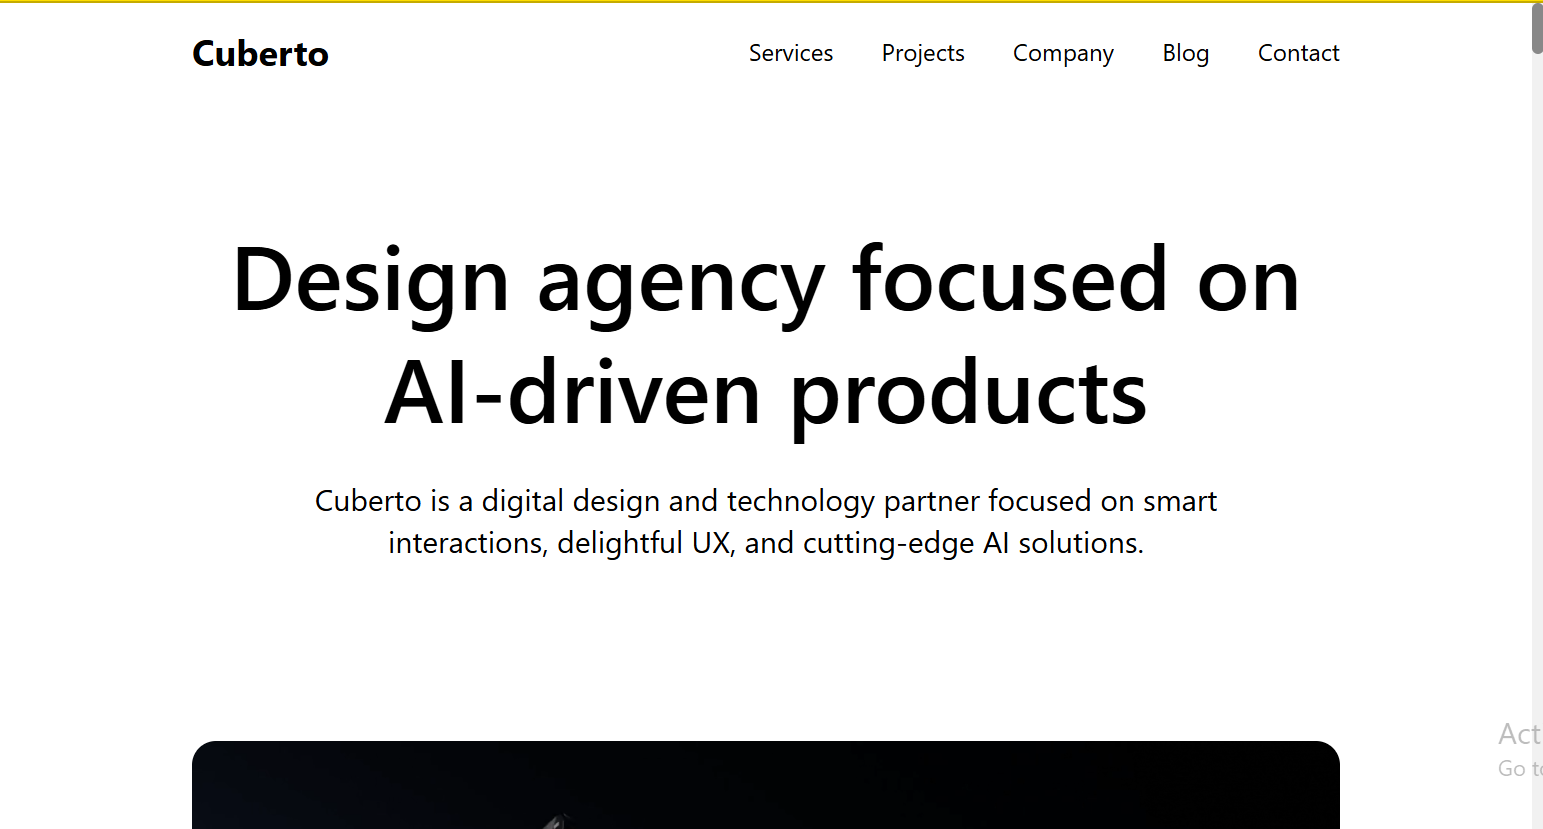 Cuberto
Services Projects Company Blog Contact
Design agency focused on
AI-driven products
Cuberto is a digital design and technology partner focused on smart
interactions, delightful UX, and cutting-edge AI solutions.
Act
Go to